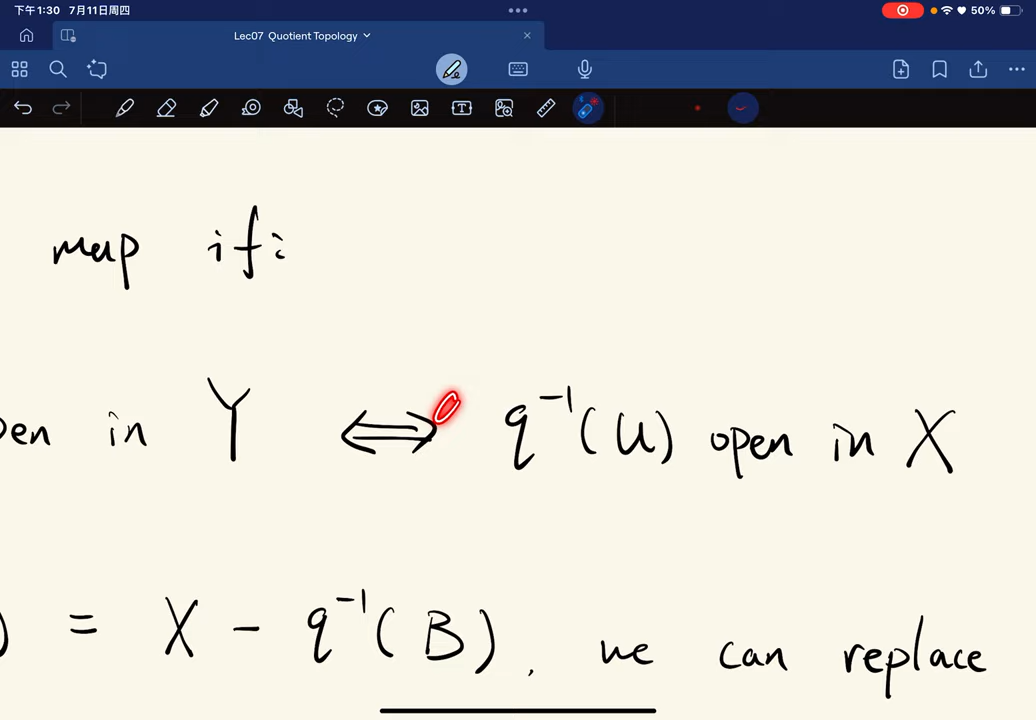 下午1:30 7月11日周四
50%
Lec07 Quotient Topology
map if:
pen in Y ⟺ q⁻¹(U) open in X
) = X - q⁻¹(B), we can replace